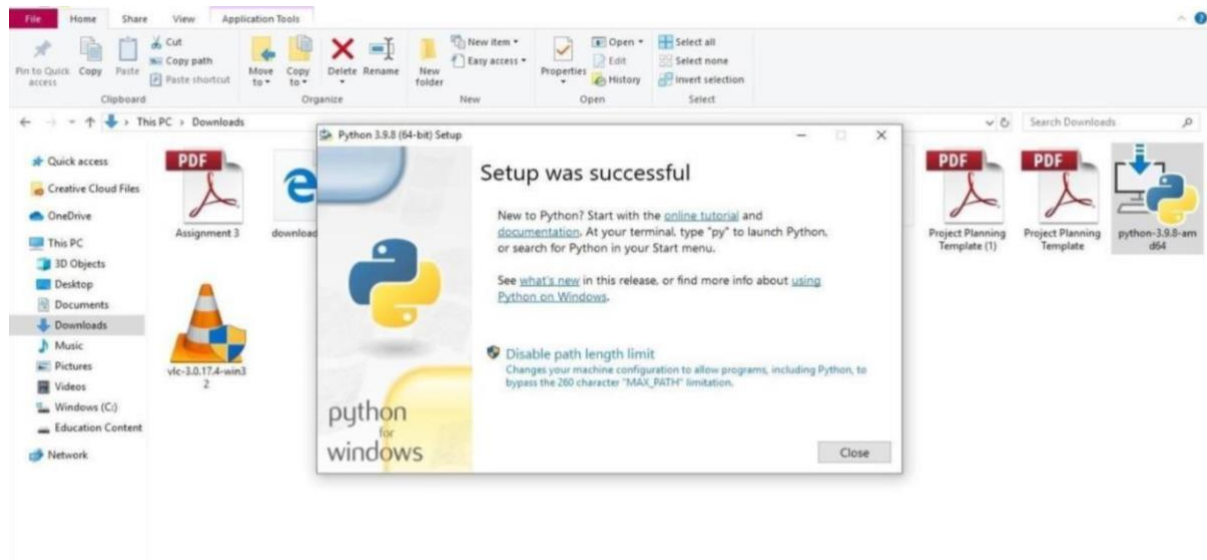 File Home Share View Application Tools
Pin to Quick access
Copy
Paste
Cut
Copy path
Paste shortcut
Move to
Copy to
Delete
Rename
New folder
New item
Easy access
Properties
Open
Edit
History
Select all
Select none
Invert selection
Clipboard Organize New Open Select
This PC > Downloads
Search Downloads
Quick access
Creative Cloud Files
OneDrive
This PC
3D Objects
Desktop
Documents
Downloads
Music
Pictures
Videos
Windows (C:)
Education Content
Network
PDF
Assignment 3
download
vlc-3.0.17.4-win3
2
Python 3.9.8 (64-bit) Setup
Setup was successful
New to Python? Start with the online tutorial and
documentation. At your terminal, type "py" to launch Python,
or search for Python in your Start menu.
See what's new in this release, or find more info about using
Python on Windows.
Disable path length limit
Changes your machine configuration to allow programs, including Python, to
bypass the 260 character "MAX_PATH" limitation.
python
for
windows
Close
PDF
Project Planning
Template (1)
PDF
Project Planning
Template
python-3.9.8-am
d64